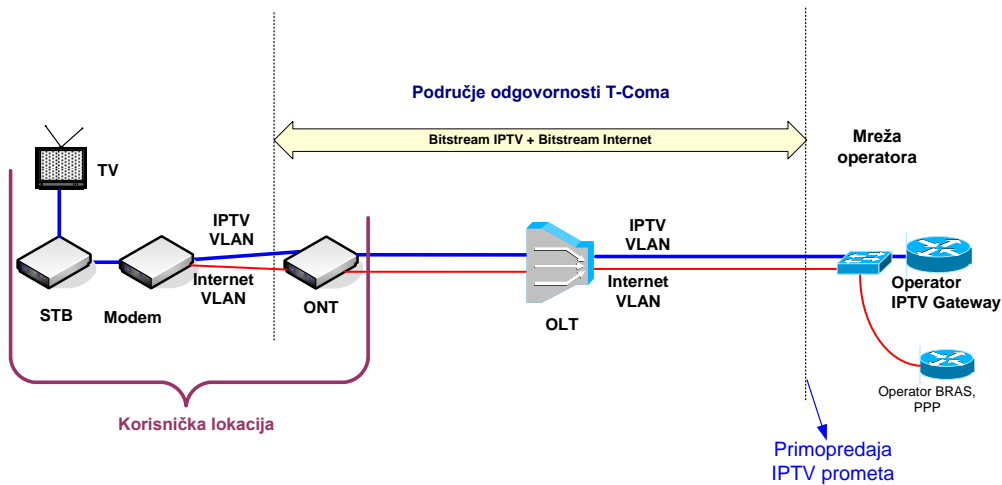 Područje odgovornosti T-Coma
Bitstream IPTV + Bitstream Internet
Mreža
operatora
TV
IPTV
VLAN
Internet
VLAN
STB
Modem
ONT
OLT
IPTV
VLAN
Internet
VLAN
Operator
IPTV Gateway
Operator BRAS,
PPP
Korisnička lokacija
Primopredaja
IPTV prometa